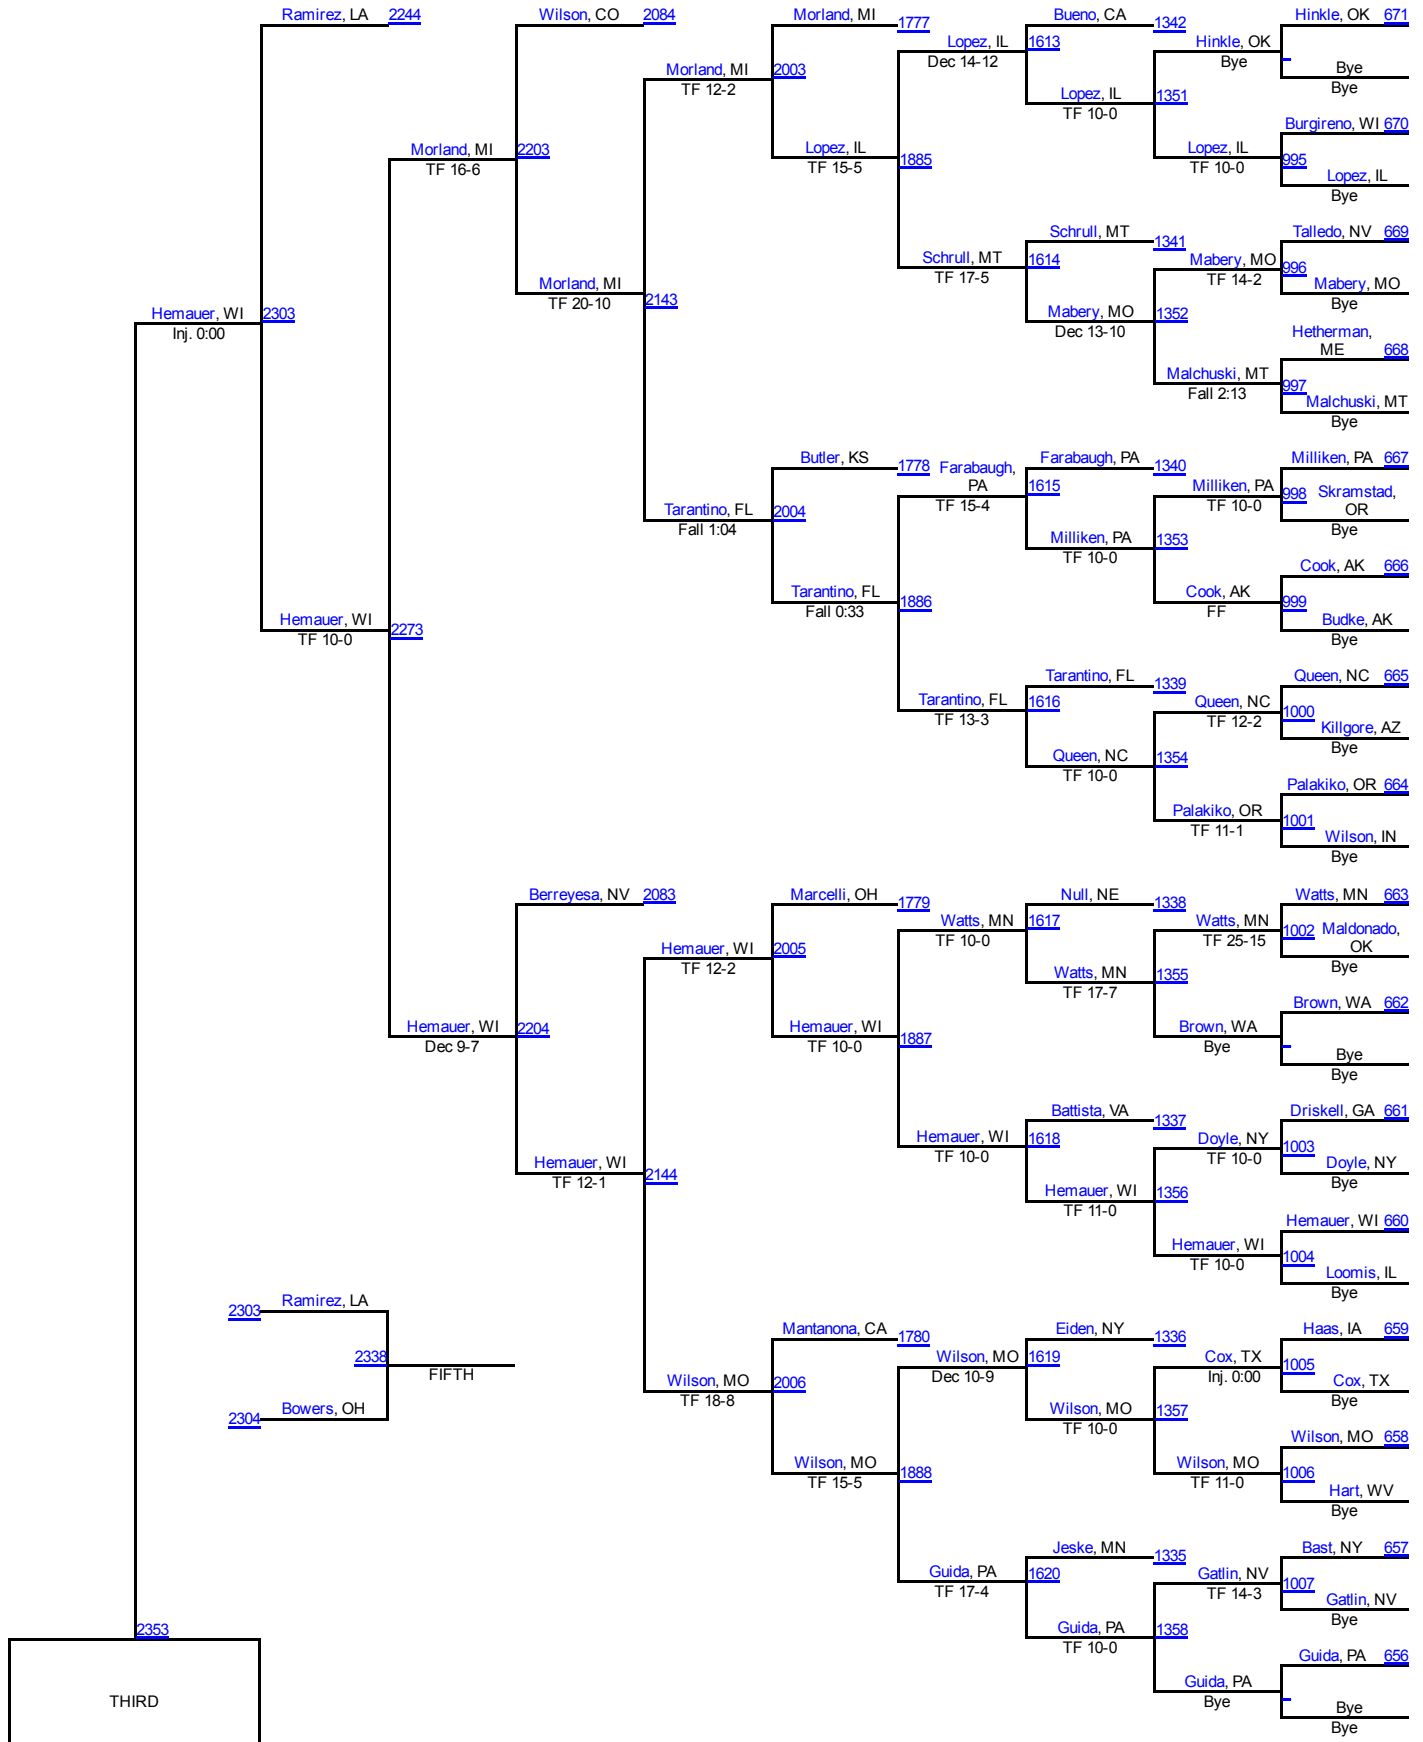 Ramirez, LA 2244
Wilson, CO 2084
Morland, MI 1777
Bueno, CA 1342
Hinkle, OK 671
Lopez, IL 1613
Dec 14-12
Hinkle, OK
Bye
Bye
Bye
Morland, MI 2003
TF 12-2
Lopez, IL 1351
TF 10-0
Burgireno, WI 670
Morland, MI 2203
TF 16-6
Lopez, IL 1885
TF 15-5
Lopez, IL 995
TF 10-0
Lopez, IL
Bye
Schrull, MT 1341
Talledo, NV 669
Schrull, MT 1614
TF 17-5
Mabery, MO 996
TF 14-2
Mabery, MO
Bye
Morland, MI 2143
TF 20-10
Hemauer, WI 2303
Inj. 0:00
Mabery, MO 1352
Dec 13-10
Hetherman,
ME 668
Malchuski, MT 997
Fall 2:13
Malchuski, MT
Bye
Butler, KS 1778
Farabaugh,
PA 1615
TF 15-4
Farabaugh, PA 1340
Milliken, PA 667
Milliken, PA 998
TF 10-0
Skramstad,
OR
Bye
Tarantino, FL 2004
Fall 1:04
Milliken, PA 1353
TF 10-0
Cook, AK 666
Tarantino, FL 1886
Fall 0:33
Cook, AK 999
FF
Budke, AK
Bye
Hemauer, WI 2273
TF 10-0
Tarantino, FL 1339
Queen, NC 665
Tarantino, FL 1616
TF 13-3
Queen, NC 1000
TF 12-2
Killgore, AZ
Bye
Queen, NC 1354
TF 10-0
Palakiko, OR 664
Palakiko, OR 1001
TF 11-1
Wilson, IN
Bye
Berreyesa, NV 2083
Marcelli, OH 1779
Null, NE 1338
Watts, MN 663
Watts, MN 1617
TF 10-0
Watts, MN 1002
TF 25-15
Maldonado,
OK
Bye
Hemauer, WI 2005
TF 12-2
Watts, MN 1355
TF 17-7
Brown, WA 662
Hemauer, WI 2204
Dec 9-7
Hemauer, WI 1887
TF 10-0
Brown, WA
Bye
Bye
Bye
Battista, VA 1337
Driskell, GA 661
Hemauer, WI 1618
TF 10-0
Doyle, NY 1003
TF 10-0
Doyle, NY
Bye
Hemauer, WI 2144
TF 12-1
Hemauer, WI 1356
TF 11-0
Hemauer, WI 660
Hemauer, WI 1004
TF 10-0
Loomis, IL
Bye
2303 Ramirez, LA
Mantanona, CA 1780
Eiden, NY 1336
Haas, IA 659
2338
FIFTH
Wilson, MO 1619
Dec 10-9
Cox, TX 1005
Inj. 0:00
Cox, TX
Bye
Wilson, MO 2006
TF 18-8
2304 Bowers, OH
Wilson, MO 1357
TF 10-0
Wilson, MO 658
Wilson, MO 1888
TF 15-5
Wilson, MO 1006
TF 11-0
Hart, WV
Bye
Jeske, MN 1335
Bast, NY 657
Guida, PA 1620
TF 17-4
Gatlin, NV 1007
TF 14-3
Gatlin, NV
Bye
2353
Guida, PA 1358
TF 10-0
Guida, PA 656
Guida, PA
Bye
THIRD
Bye
Bye